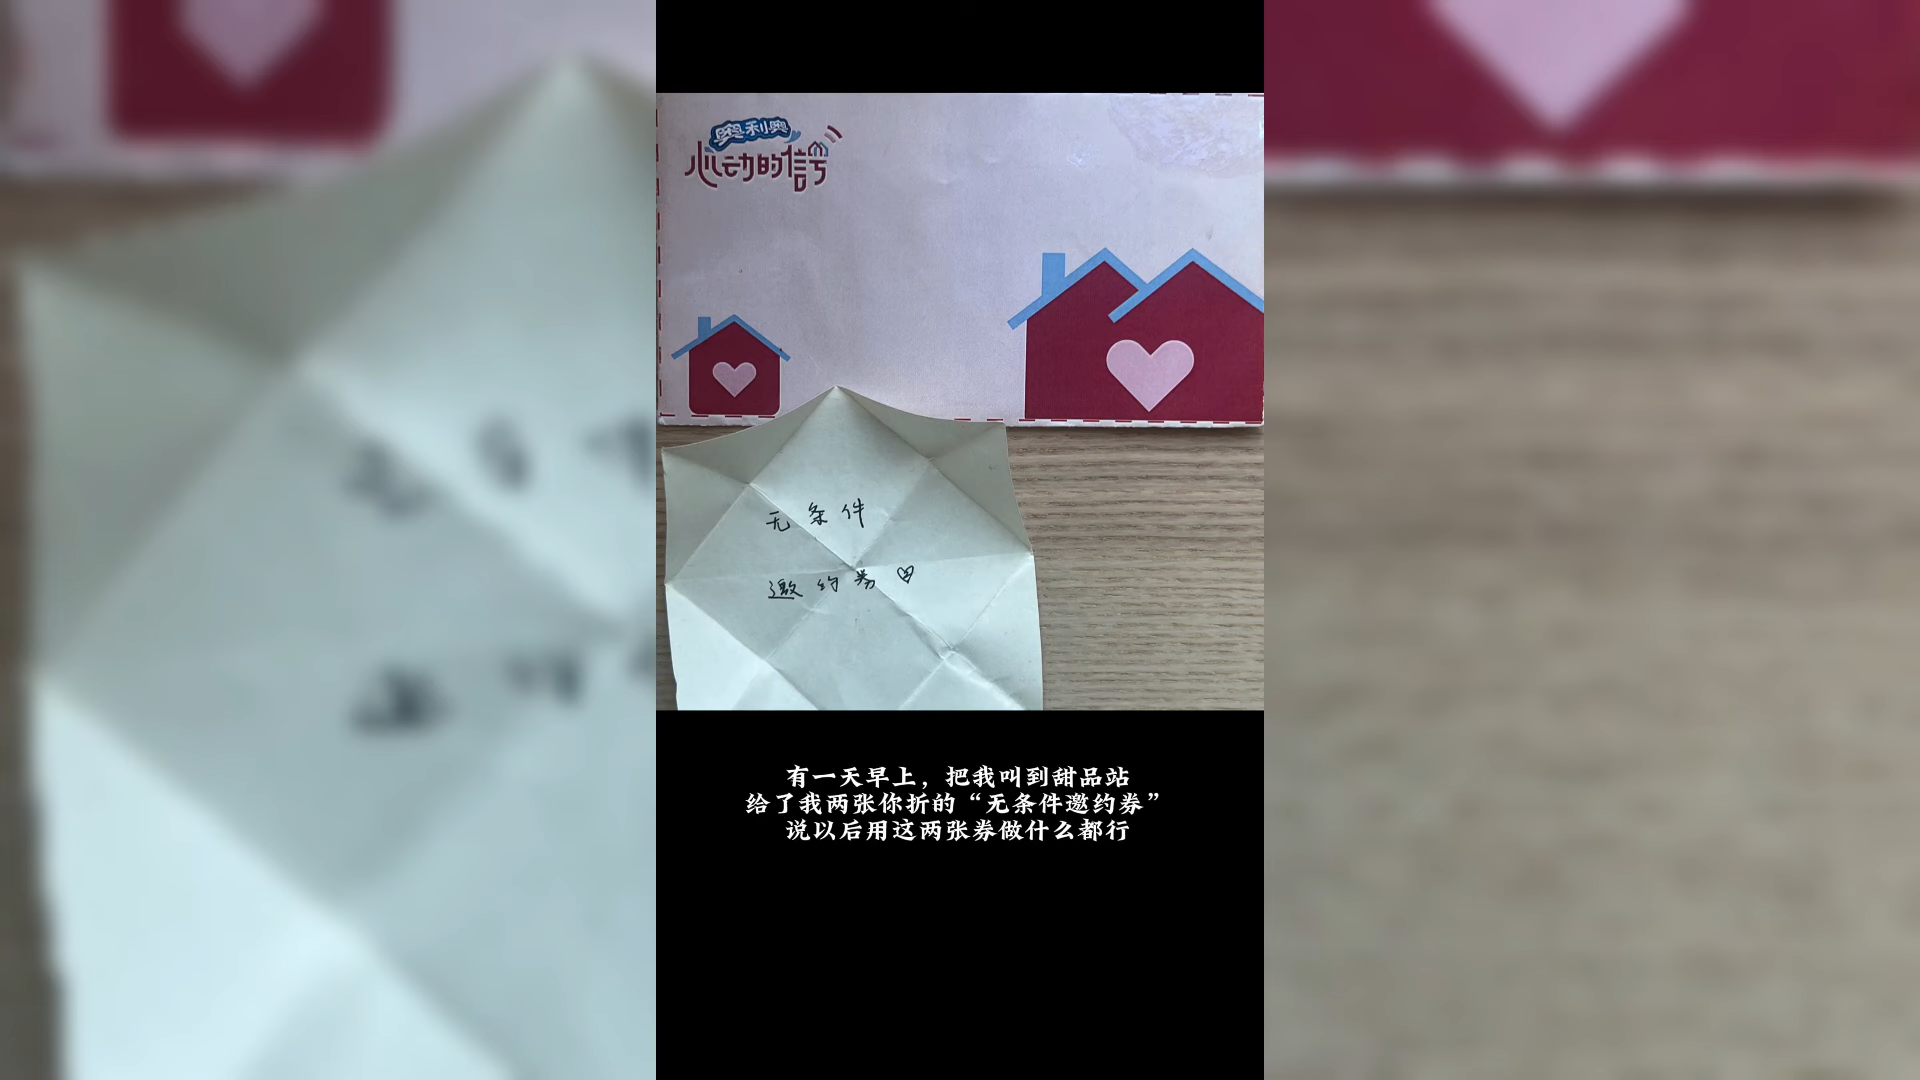 奥利奥
心动的信号
无条件
邀约券
有一天早上，把我叫到甜品站
给了我两张你折的“无条件邀约券”
说以后用这两张券做什么都行